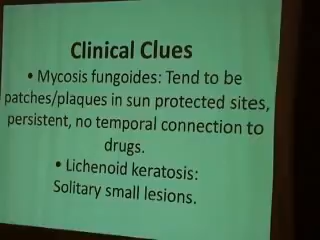 Clinical Clues
• Mycosis fungoides: Tend to be
patches/plaques in sun protected sites,
persistent, no temporal connection to
drugs.
• Lichenoid keratosis:
Solitary small lesions.